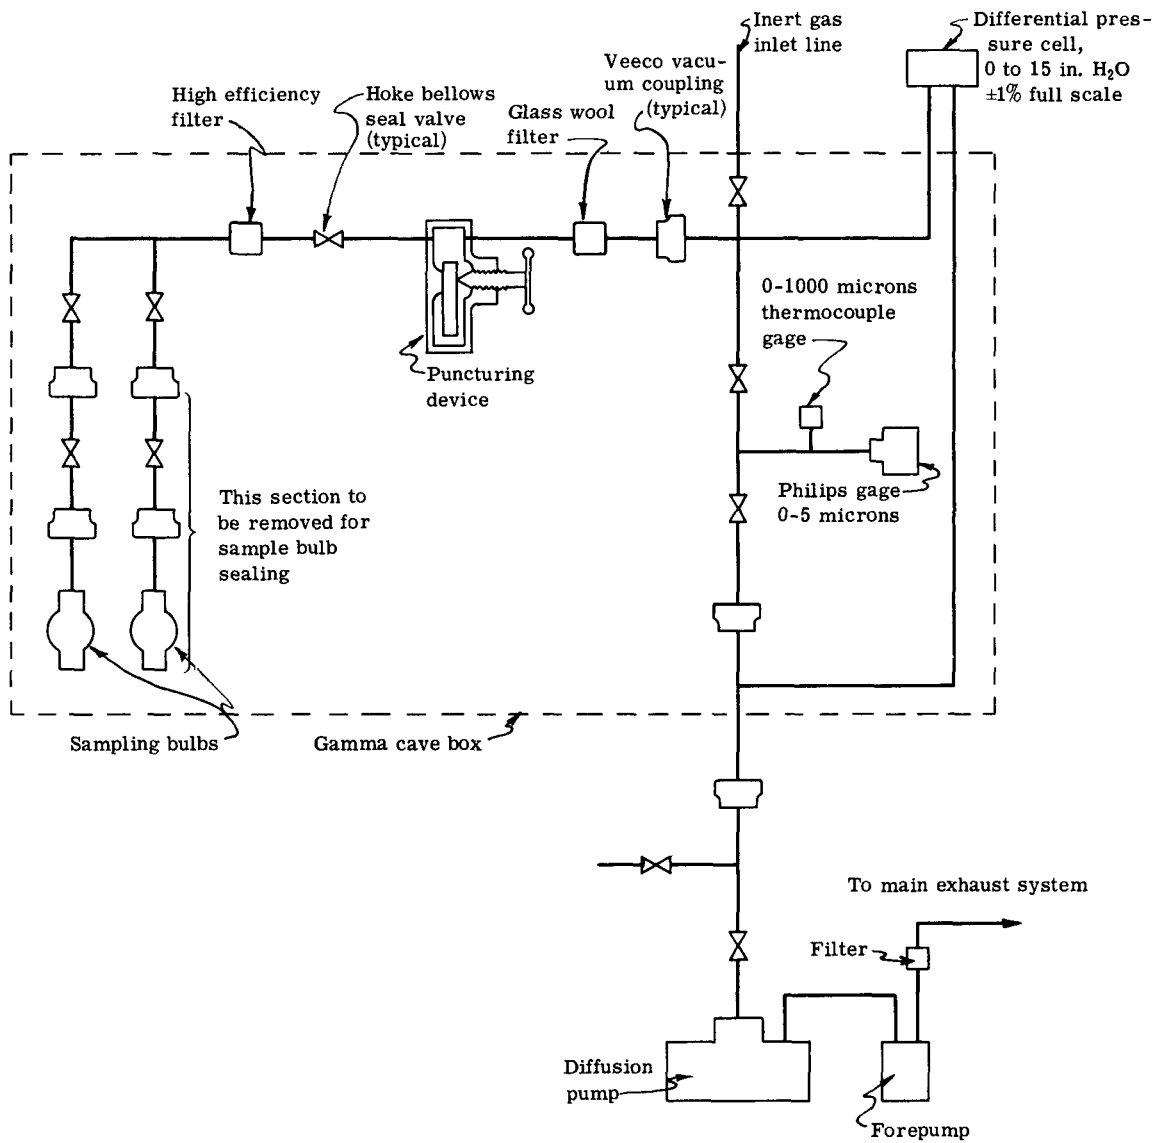 Inert gas
inlet line
Differential pres-
sure cell,
0 to 15 in. H₂O
±1% full scale
Veeco vacu-
um coupling
(typical)
High efficiency
filter
Hoke bellows
seal valve
(typical)
Glass wool
filter
0-1000 microns
thermocouple
gage
Puncturing
device
Philips gage
0-5 microns
This section to
be removed for
sample bulb
sealing
Sampling bulbs
Gamma cave box
To main exhaust system
Filter
Diffusion
pump
Forepump